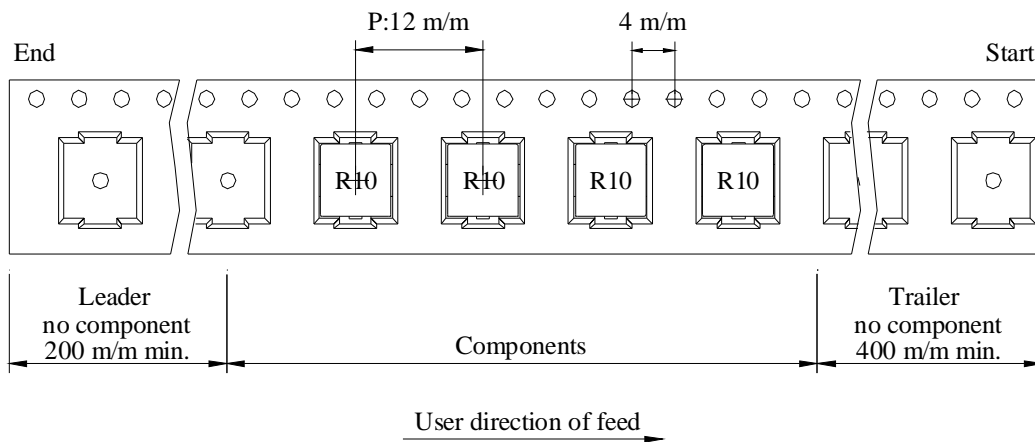 P:12 m/m
4 m/m
End
Start
R10
R10
R10
R10
Leader
no component
200 m/m min.
Components
Trailer
no component
400 m/m min.
User direction of feed